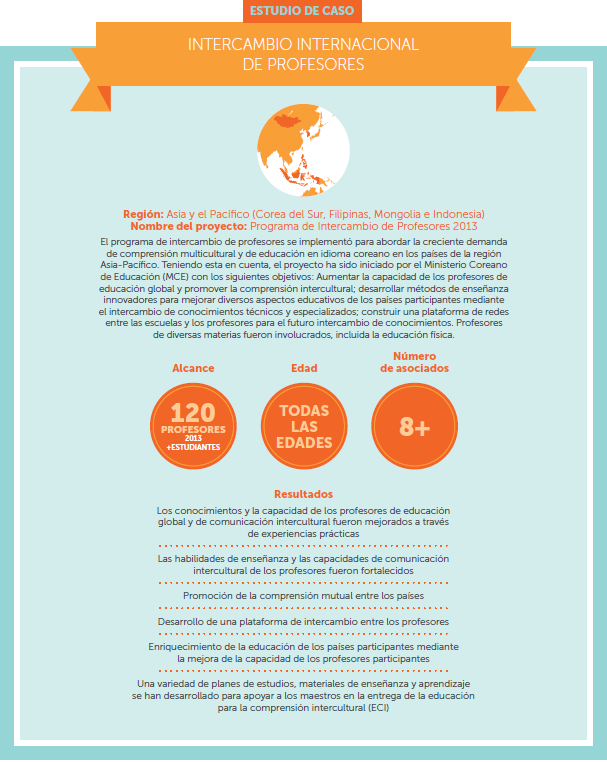 ESTUDIO DE CASO
INTERCAMBIO INTERNACIONAL
DE PROFESORES
Región: Asia y el Pacífico (Corea del Sur, Filipinas, Mongolia e Indonesia)
Nombre del proyecto: Programa de Intercambio de Profesores 2013
El programa de intercambio de profesores se implementó para abordar la creciente demanda
de comprensión multicultural y de educación en idioma coreano en los países de la región
Asia-Pacífico. Teniendo esta en cuenta, el proyecto ha sido iniciado por el Ministerio Coreano
de Educación (MCE) con los siguientes objetivos: Aumentar la capacidad de los profesores de
educación global y promover la comprensión intercultural; desarrollar métodos de enseñanza
innovadores para mejorar diversos aspectos educativos de los países participantes mediante
el intercambio de conocimientos técnicos y especializados; construir una plataforma de redes
entre las escuelas y los profesores para el futuro intercambio de conocimientos. Profesores
de diversas materias fueron involucrados, incluida la educación física.
Alcance
120
PROFESORES
2013
+ESTUDIANTES
Edad
TODAS
LAS
EDADES
Número
de asociados
8+
Resultados
Los conocimientos y la capacidad de los profesores de educación
global y de comunicación intercultural fueron mejorados a través
de experiencias prácticas
Las habilidades de enseñanza y las capacidades de comunicación
intercultural de los profesores fueron fortalecidos
Promoción de la comprensión mutual entre los países
Desarrollo de una plataforma de intercambio entre los profesores
Enriquecimiento de la educación de los países participantes mediante
la mejora de la capacidad de los profesores participantes
Una variedad de planes de estudios, materiales de enseñanza y aprendizaje
se han desarrollado para apoyar a los maestros en la entrega de la educación
para la comprensión intercultural (ECI)